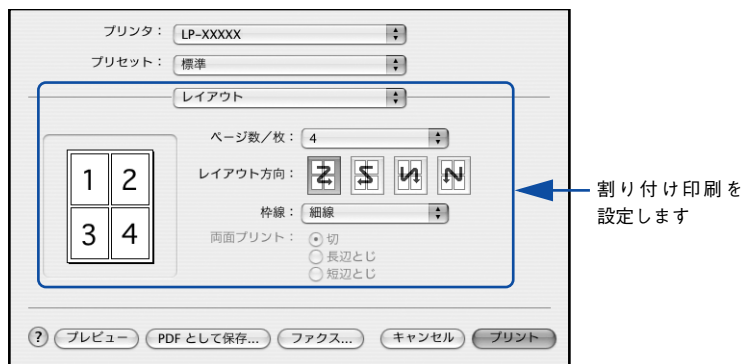 プリンタ： LP-XXXXX
プリセット： 標準
レイアウト
ページ数／枚： 4
レイアウト方向：
枠線： 細線
両面プリント： 切
長辺とじ
短辺とじ
1 2
3 4
割り付け印刷を
設定します
? プレビュー PDF として保存... ファクス... キャンセル プリント